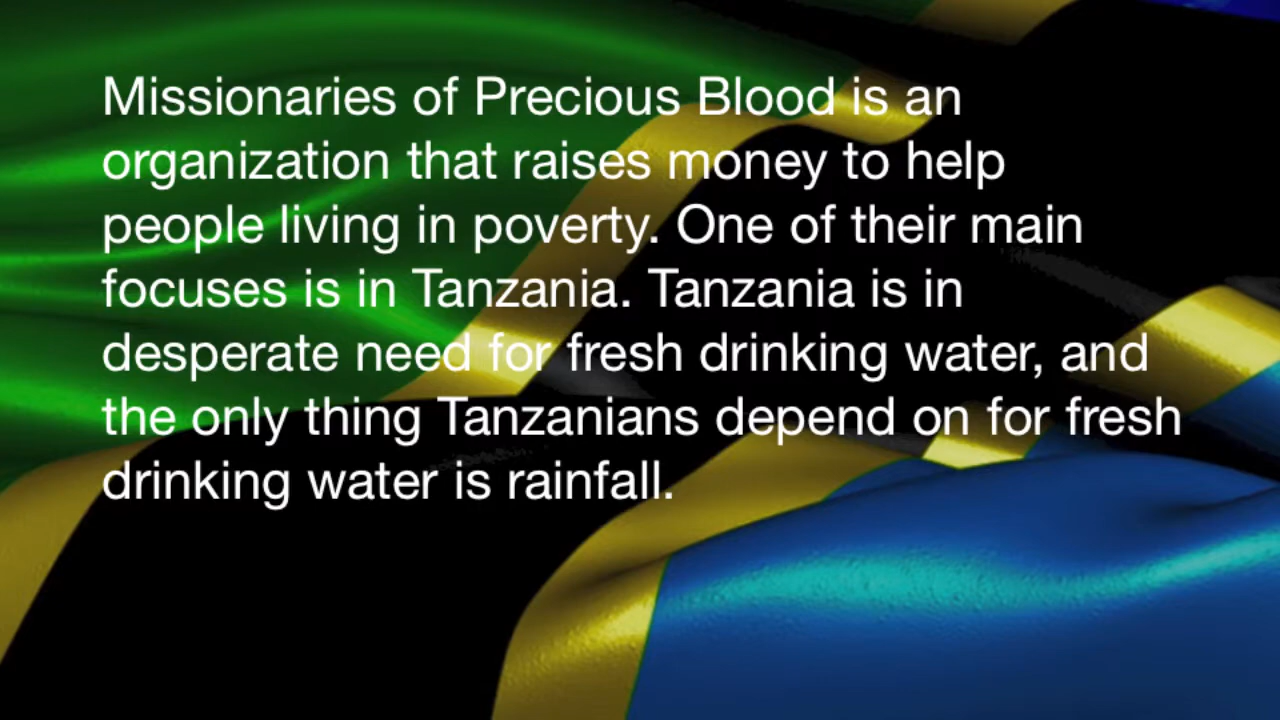 Missionaries of Precious Blood is an
organization that raises money to help
people living in poverty. One of their main
focuses is in Tanzania. Tanzania is in
desperate need for fresh drinking water, and
the only thing Tanzanians depend on for fresh
drinking water is rainfall.